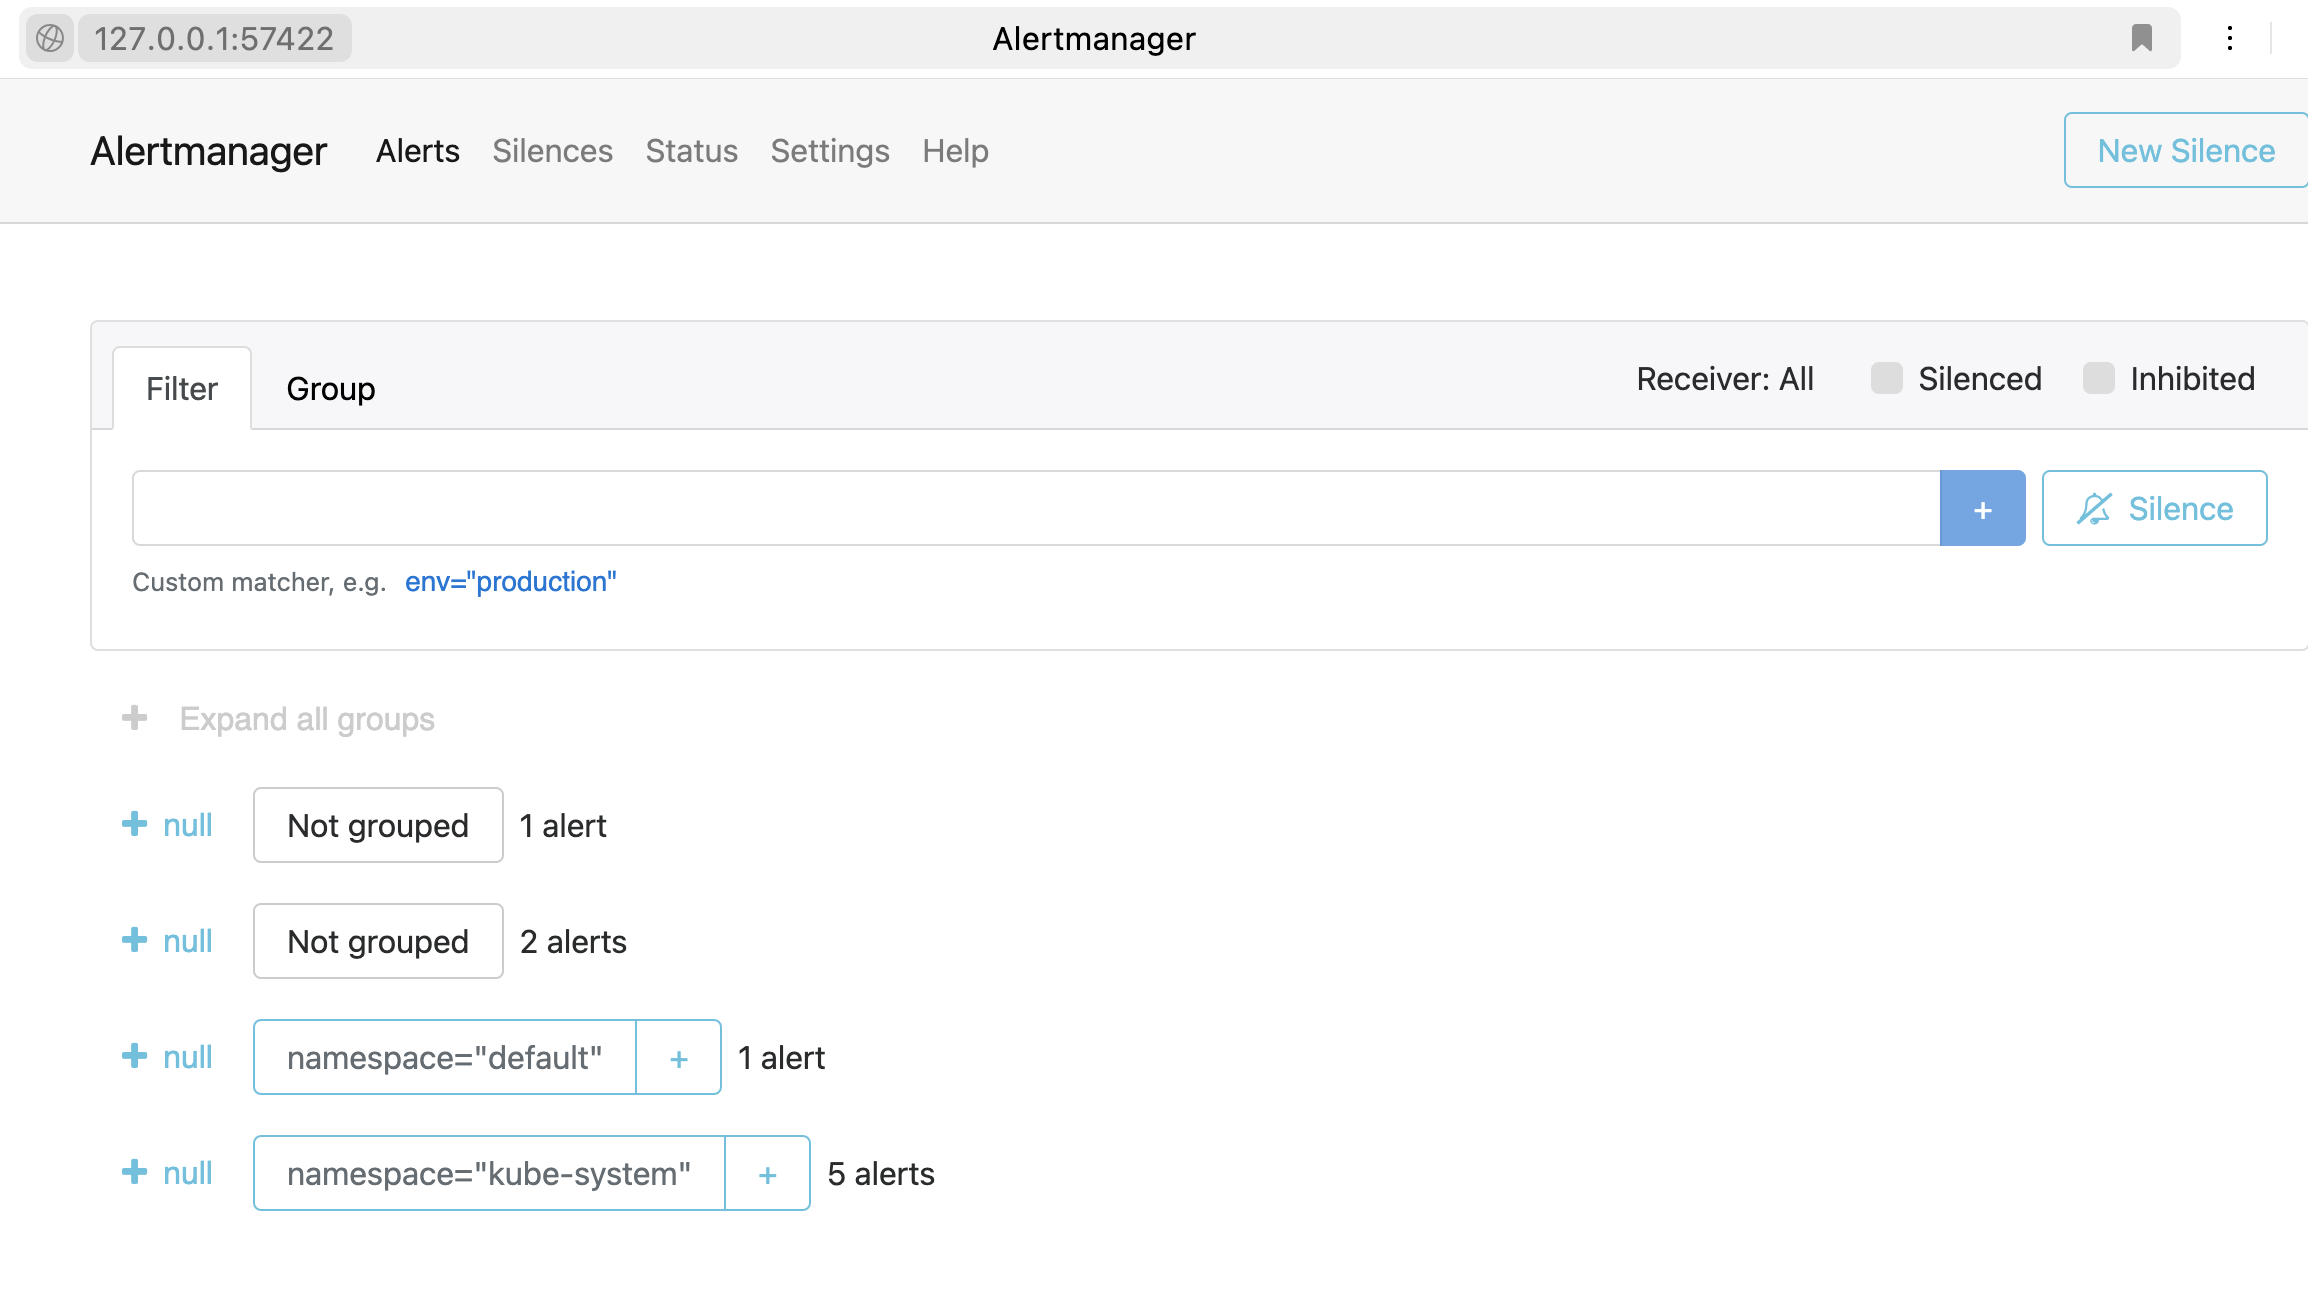 127.0.0.1:57422 Alertmanager
Alertmanager Alerts Silences Status Settings Help New Silence
Filter Group Receiver: All Silenced Inhibited
+ Silence
Custom matcher, e.g. env="production"
+ Expand all groups
+ null Not grouped 1 alert
+ null Not grouped 2 alerts
+ null namespace="default" + 1 alert
+ null namespace="kube-system" + 5 alerts